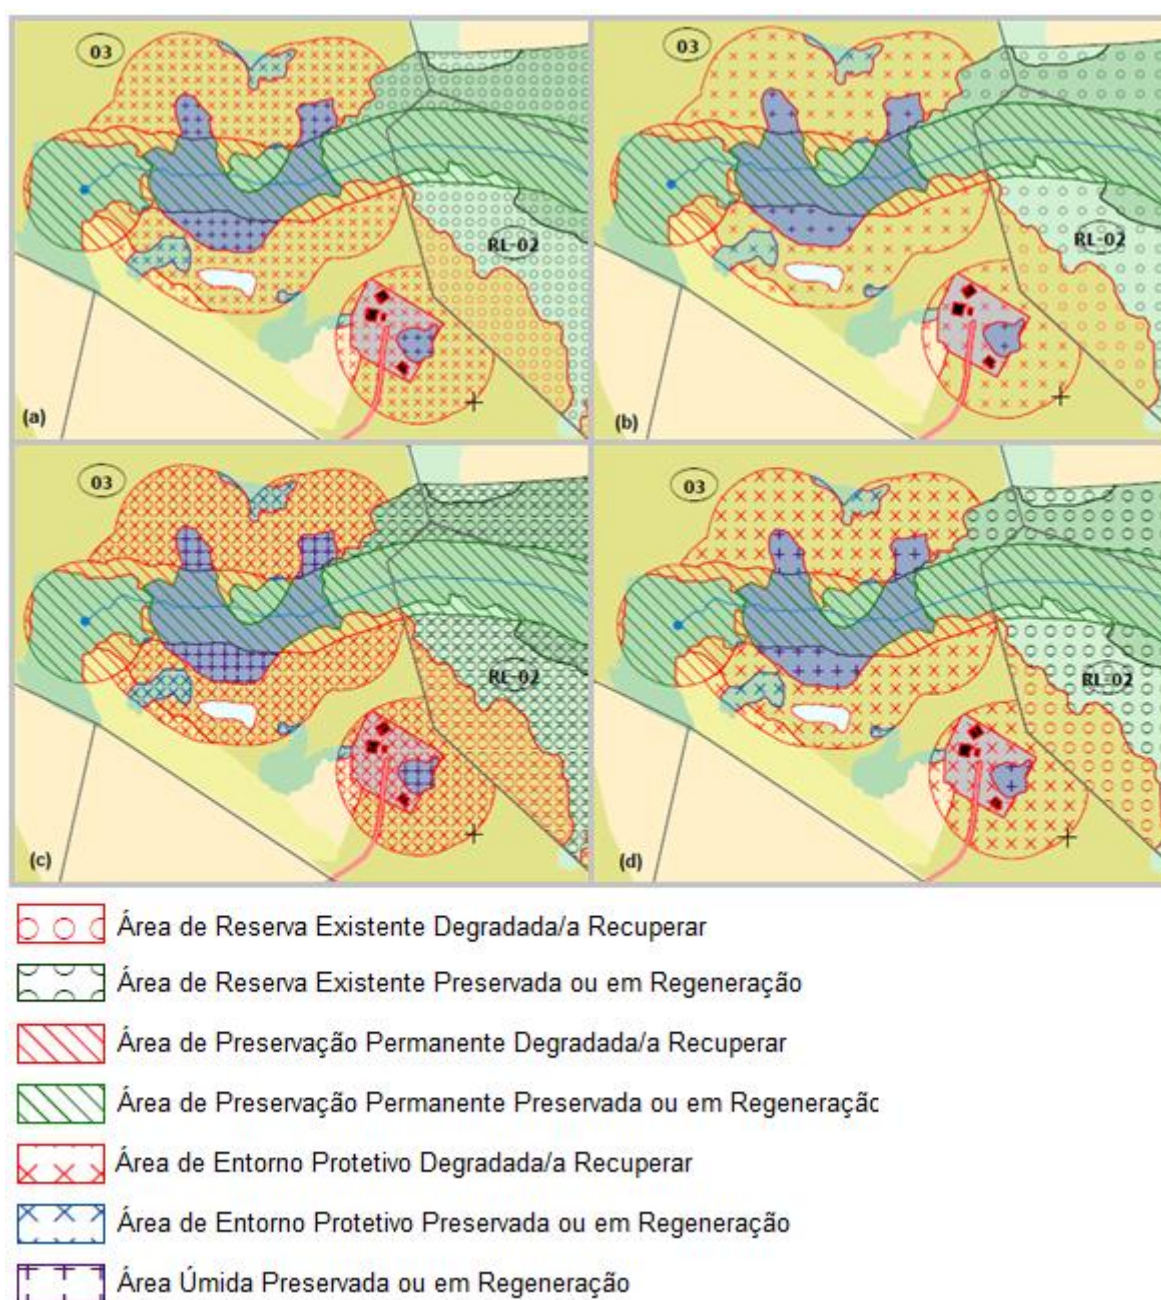 03
03
RL-02
RL-02
(a)
(b)
03
03
RL-02
RL-02
(c)
(d)
Área de Reserva Existente Degradada/a Recuperar
Área de Reserva Existente Preservada ou em Regeneração
Área de Preservação Permanente Degradada/a Recuperar
Área de Preservação Permanente Preservada ou em Regeneração
Área de Entorno Protetivo Degradada/a Recuperar
Área de Entorno Protetivo Preservada ou em Regeneração
Área Úmida Preservada ou em Regeneração